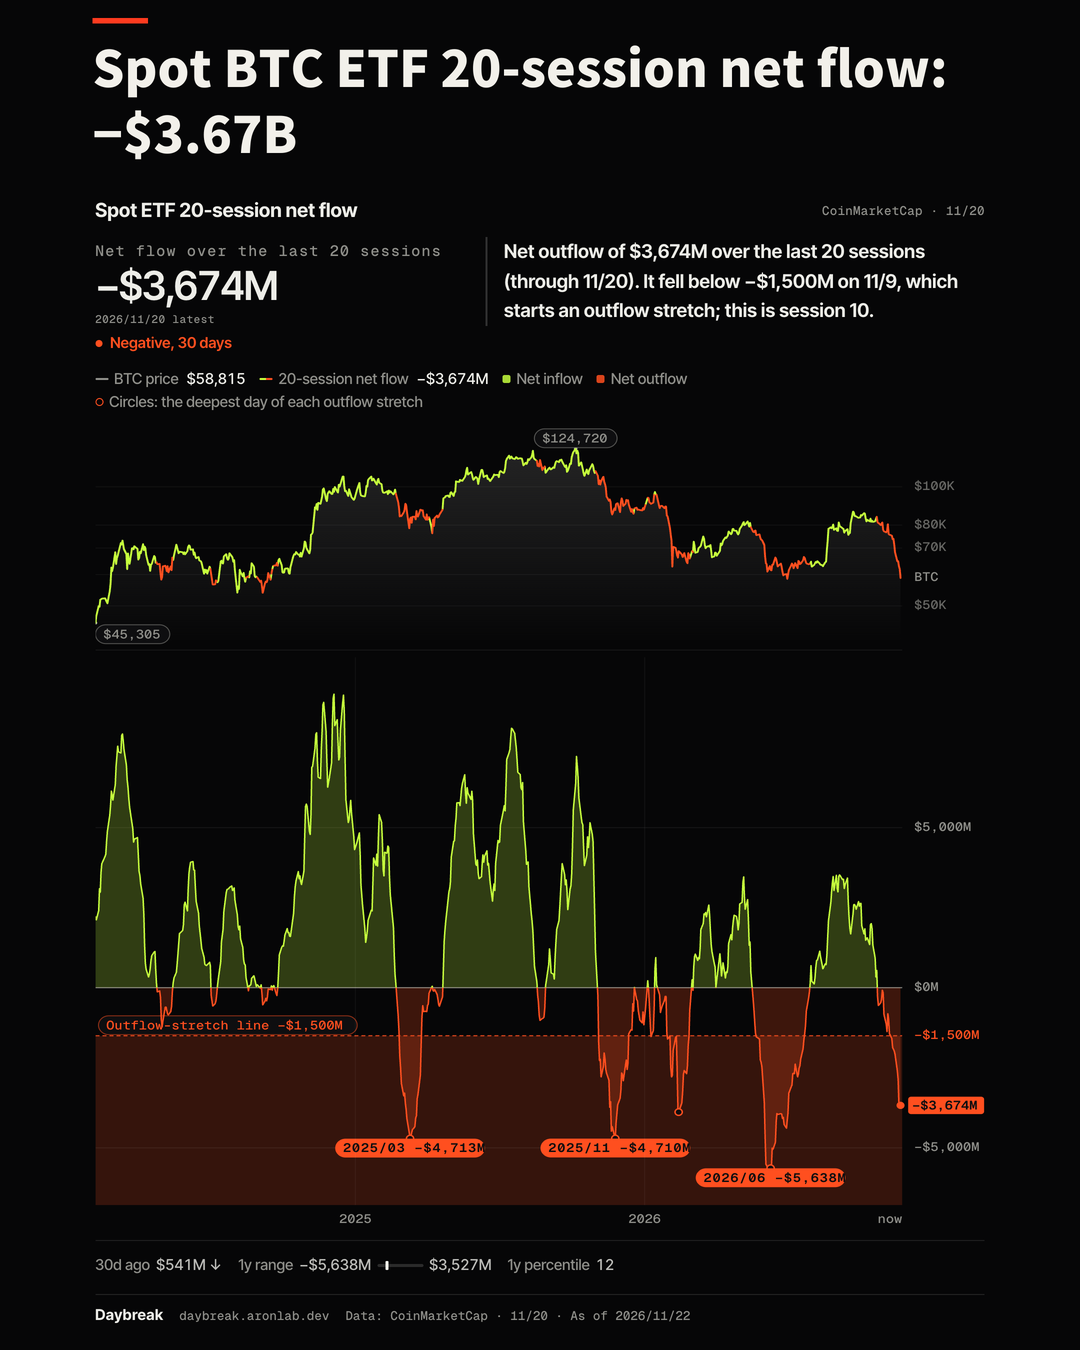 Spot BTC ETF 20-session net flow:
−$3.67B
Spot ETF 20-session net flow
CoinMarketCap · 11/20
Net flow over the last 20 sessions
−$3,674M
2026/11/20 latest
Negative, 30 days
Net outflow of $3,674M over the last 20 sessions
(through 11/20). It fell below −$1,500M on 11/9, which
starts an outflow stretch; this is session 10.
BTC price $58,815 20-session net flow −$3,674M Net inflow Net outflow
Circles: the deepest day of each outflow stretch
$124,720
$100K
$80K
$70K
BTC
$50K
$45,305
$5,000M
$0M
Outflow-stretch line −$1,500M
−$1,500M
−$3,674M
2025/03 −$4,713M
2025/11 −$4,710M
−$5,000M
2026/06 −$5,638M
2025
2026
now
30d ago $541M ↓ 1y range −$5,638M $3,527M 1y percentile 12
Daybreak daybreak.aronlab.dev Data: CoinMarketCap · 11/20 · As of 2026/11/22